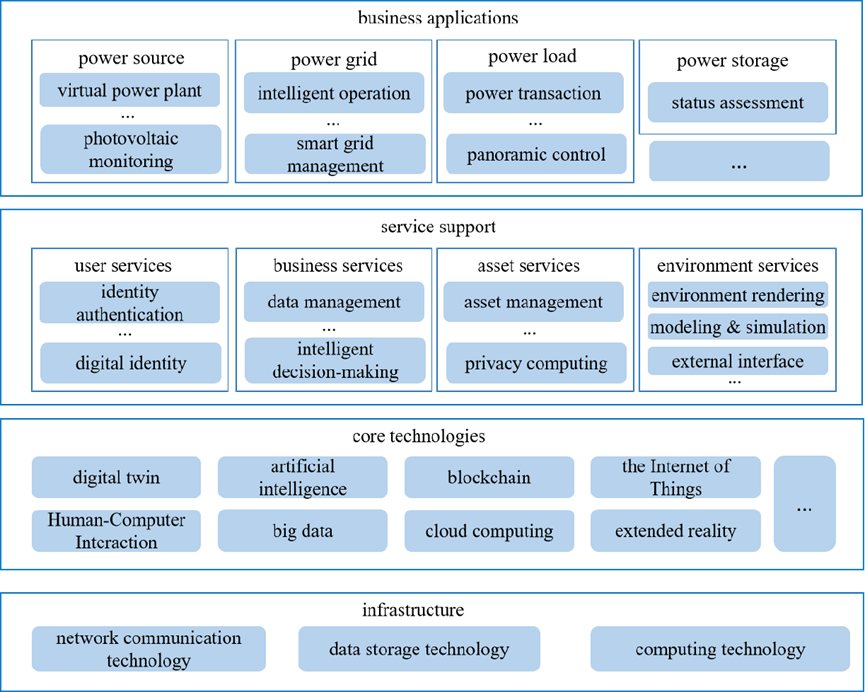 business applications
power source
virtual power plant
...
photovoltaic
monitoring
power grid
intelligent operation
...
smart grid
management
power load
power transaction
...
panoramic control
power storage
status assessment
...
service support
user services
identity
authentication
...
digital identity
business services
data management
...
intelligent
decision-making
asset services
asset management
...
privacy computing
environment services
environment rendering
modeling & simulation
external interface
...
core technologies
digital twin
artificial
intelligence
blockchain
the Internet of
Things
Human-Computer
Interaction
big data
cloud computing
extended reality
...
infrastructure
network communication
technology
data storage technology
computing technology